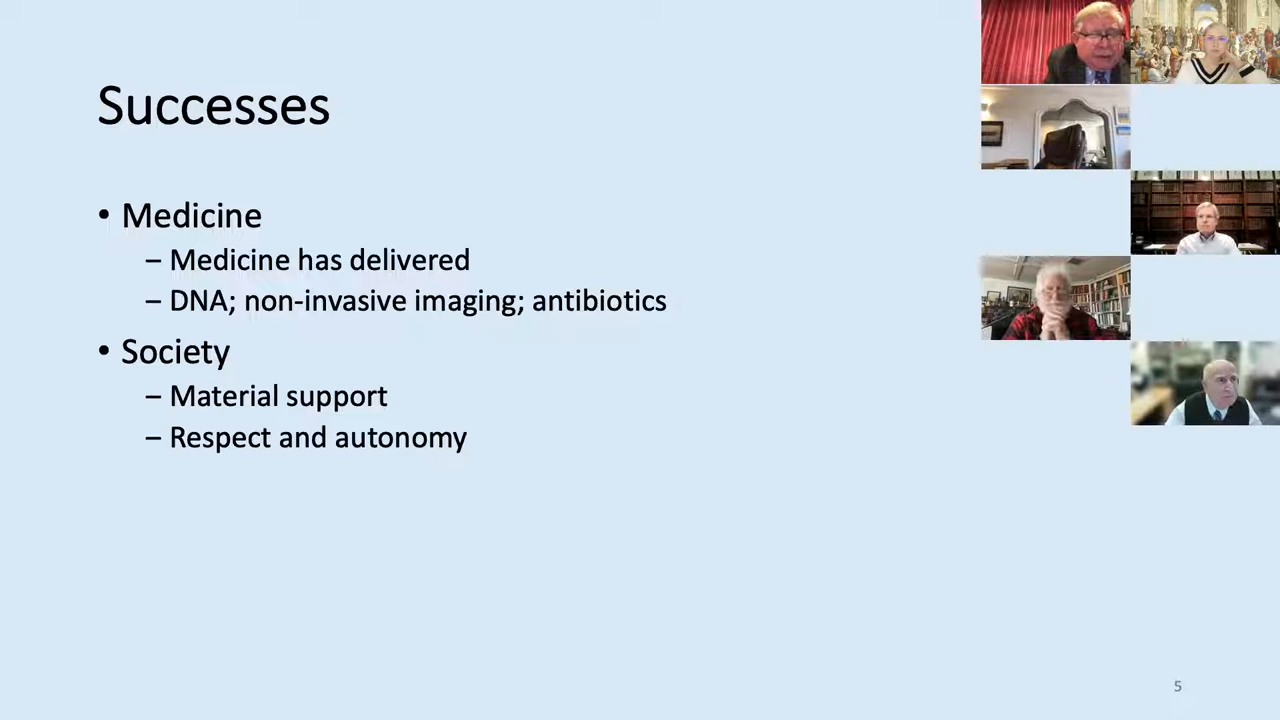 Successes
• Medicine
– Medicine has delivered
– DNA; non-invasive imaging; antibiotics
• Society
– Material support
– Respect and autonomy
5